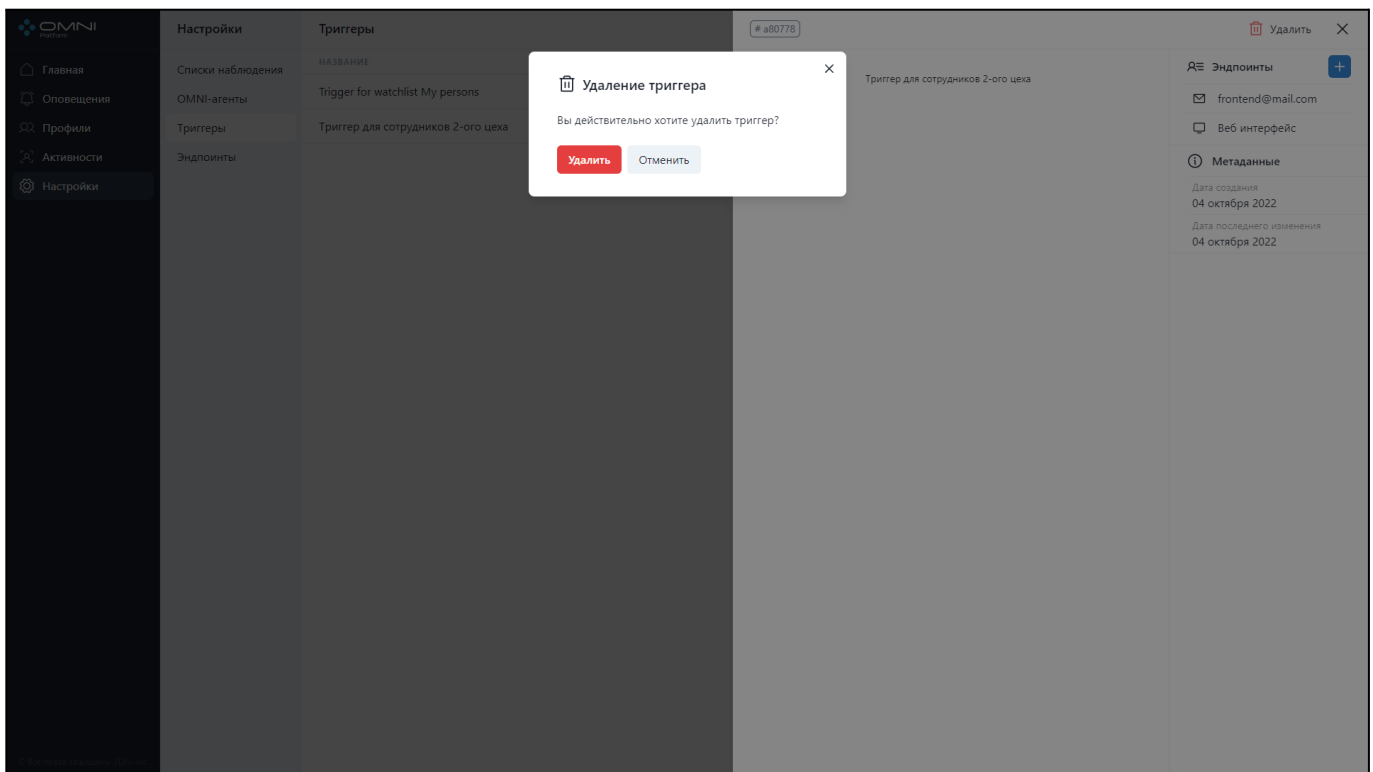 OMNI
Platform
Главная
Оповещения
Профили
Активности
Настройки
Настройки
Списки наблюдения
OMNI-агенты
Триггеры
Эндпоинты
Триггеры
НАЗВАНИЕ
Trigger for watchlist My persons
Триггер для сотрудников 2-ого цеха
# a80778
Удалить
Триггер для сотрудников 2-ого цеха
Эндпоинты
frontend@mail.com
Веб интерфейс
Метаданные
Дата создания
04 октября 2022
Дата последнего изменения
04 октября 2022
Удаление триггера
Вы действительно хотите удалить триггер?
Удалить
Отменить